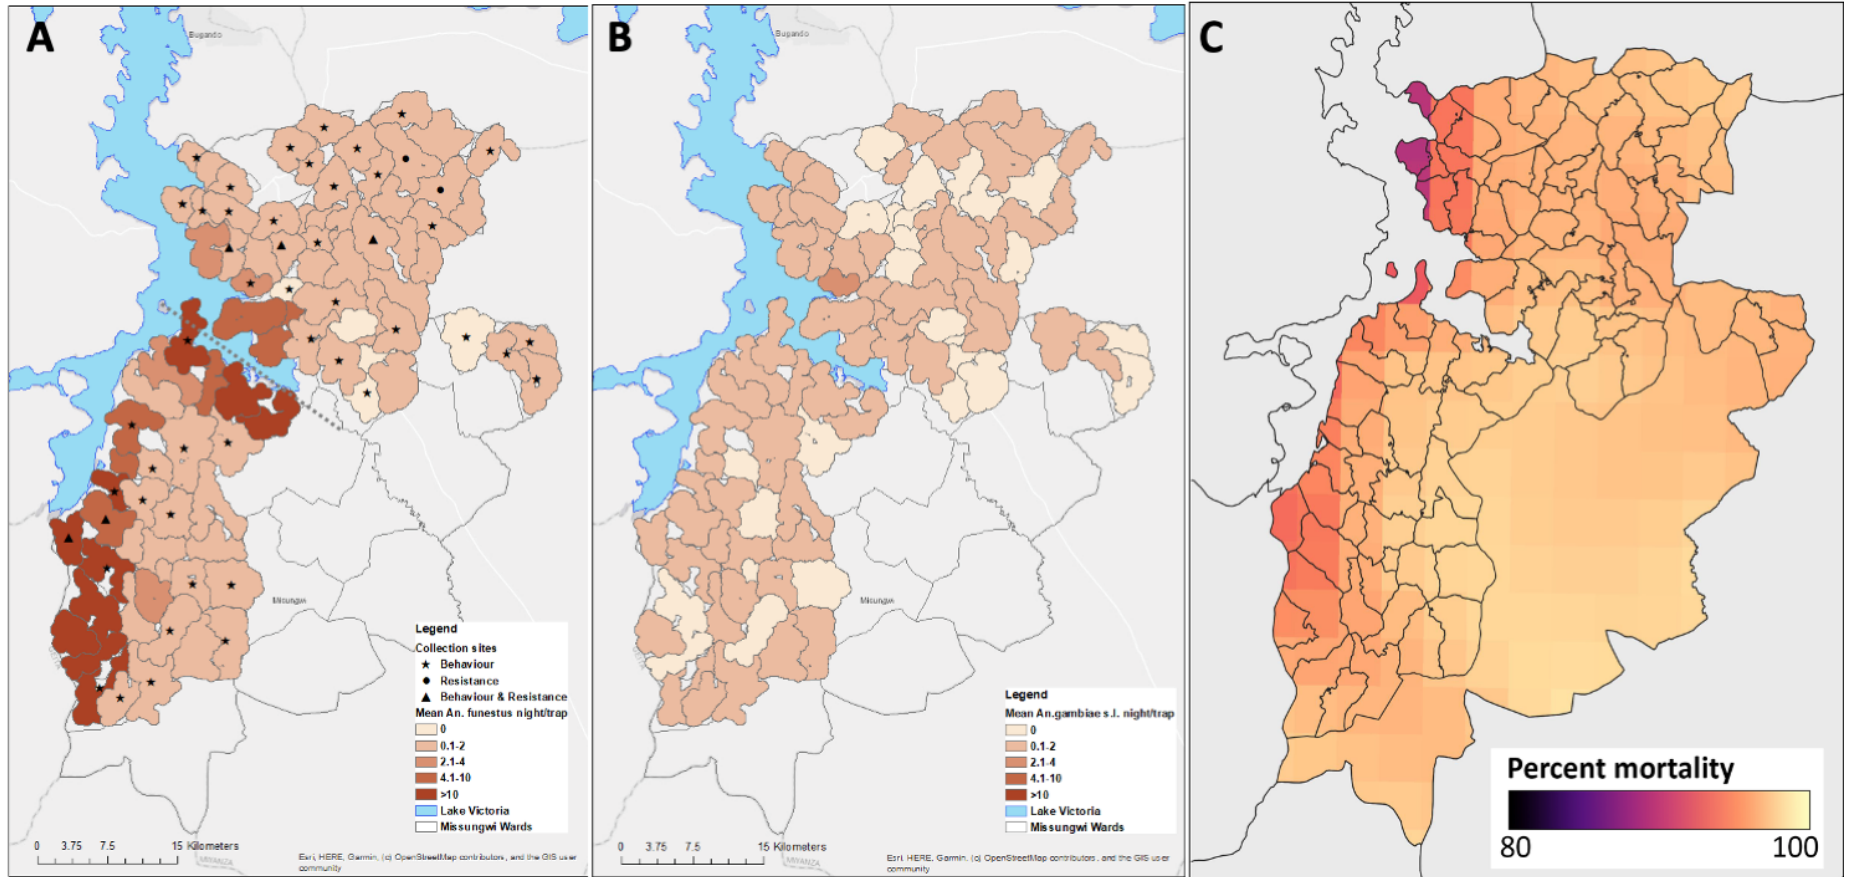 A
Bugando
Misungwi
Legend
Collection sites
Behaviour
Resistance
Behaviour & Resistance
Mean An. funestus night/trap
0
0.1-2
2.1-4
4.1-10
>10
Lake Victoria
Missungwi Wards
0 3.75 7.5 15 Kilometers
MWANZA
Esri, HERE, Garmin, (c) OpenStreetMap contributors, and the GIS user
community
B
Bugando
Misungwi
Legend
Mean An.gambiae s.l. night/trap
0
0.1-2
2.1-4
4.1-10
>10
Lake Victoria
Missungwi Wards
0 3.75 7.5 15 Kilometers
MWANZA
Esri, HERE, Garmin, (c) OpenStreetMap contributors, and the GIS user
community
C
Percent mortality
80 100